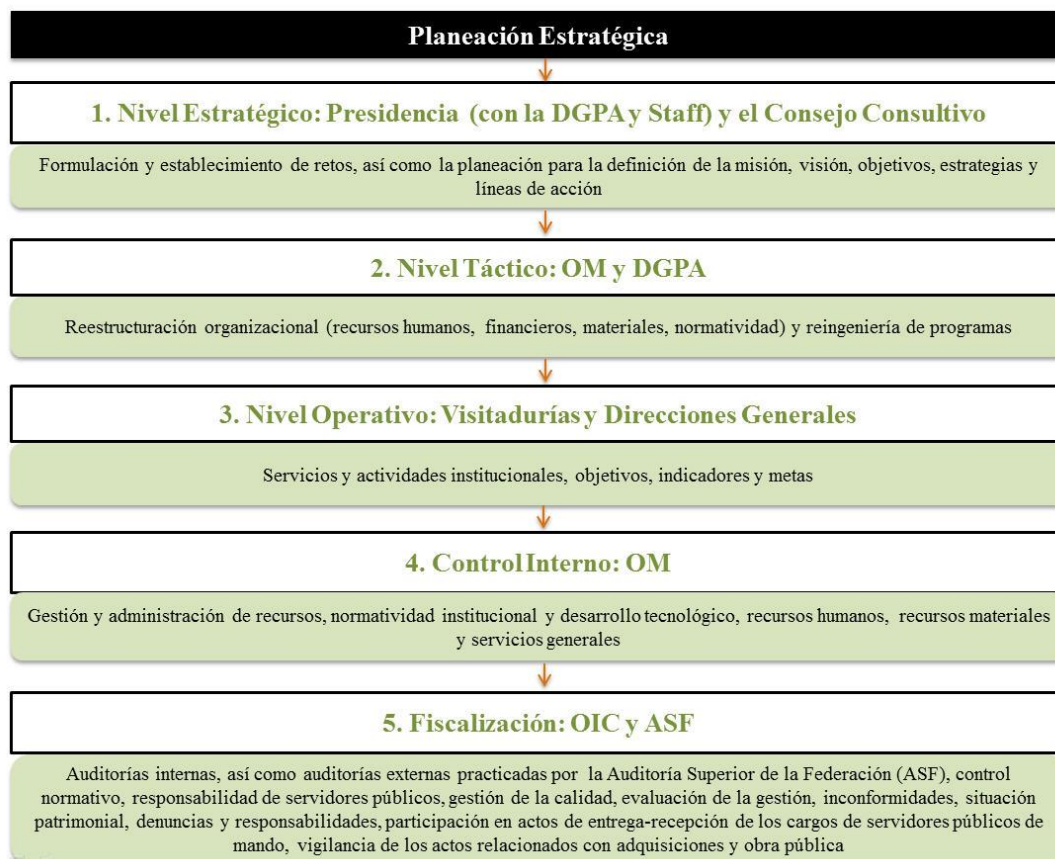 Planeación Estratégica
1. Nivel Estratégico: Presidencia (con la DGPA y Staff) y el Consejo Consultivo
Formulación y establecimiento de retos, así como la planeación para la definición de la misión, visión, objetivos, estrategias y
líneas de acción
2. Nivel Táctico: OM y DGPA
Reestructuración organizacional (recursos humanos, financieros, materiales, normatividad) y reingeniería de programas
3. Nivel Operativo: Visitadurías y Direcciones Generales
Servicios y actividades institucionales, objetivos, indicadores y metas
4. Control Interno: OM
Gestión y administración de recursos, normatividad institucional y desarrollo tecnológico, recursos humanos, recursos materiales
y servicios generales
5. Fiscalización: OIC y ASF
Auditorías internas, así como auditorías externas practicadas por la Auditoría Superior de la Federación (ASF), control
normativo, responsabilidad de servidores públicos, gestión de la calidad, evaluación de la gestión, inconformidades, situación
patrimonial, denuncias y responsabilidades, participación en actos de entrega-recepción de los cargos de servidores públicos de
mando, vigilancia de los actos relacionados con adquisiciones y obra pública